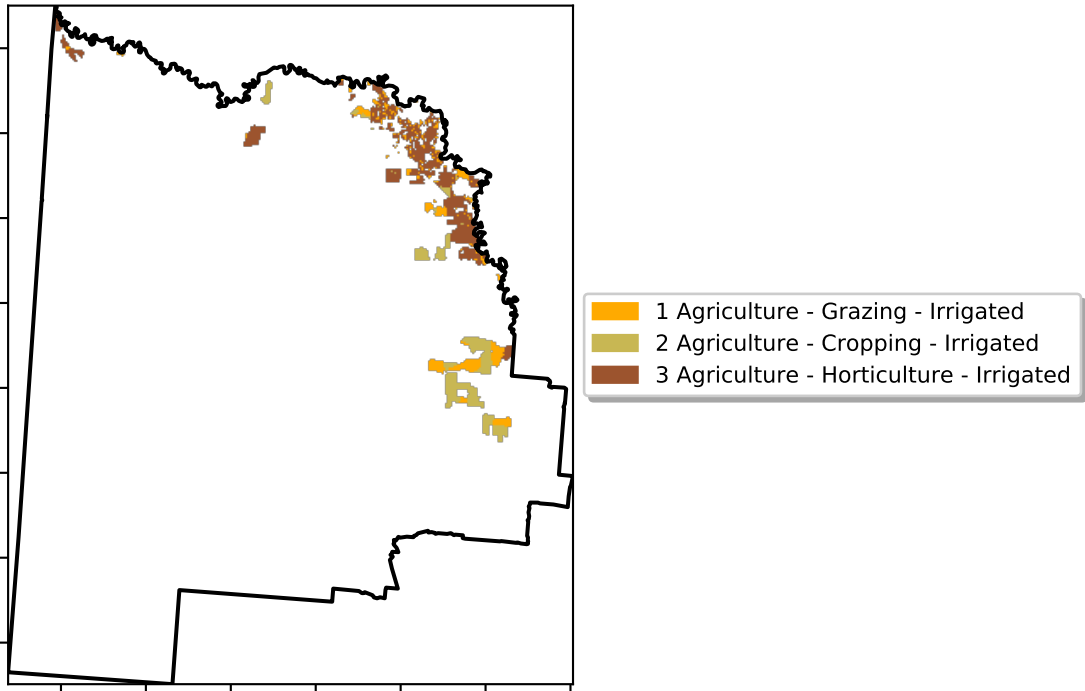 1 Agriculture - Grazing - Irrigated
2 Agriculture - Cropping - Irrigated
3 Agriculture - Horticulture - Irrigated